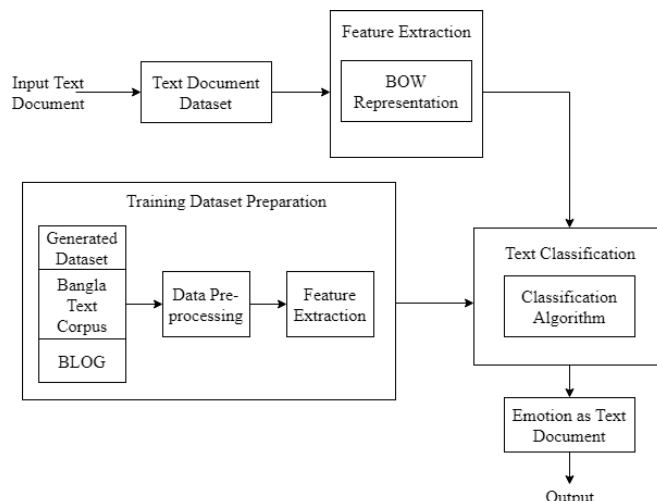 Feature Extraction
Input Text
Document
Text Document
Dataset
BOW
Representation
Training Dataset Preparation
Generated
Dataset
Bangla
Text
Corpus
BLOG
Data Pre-
processing
Feature
Extraction
Text Classification
Classification
Algorithm
Emotion as Text
Document
Output